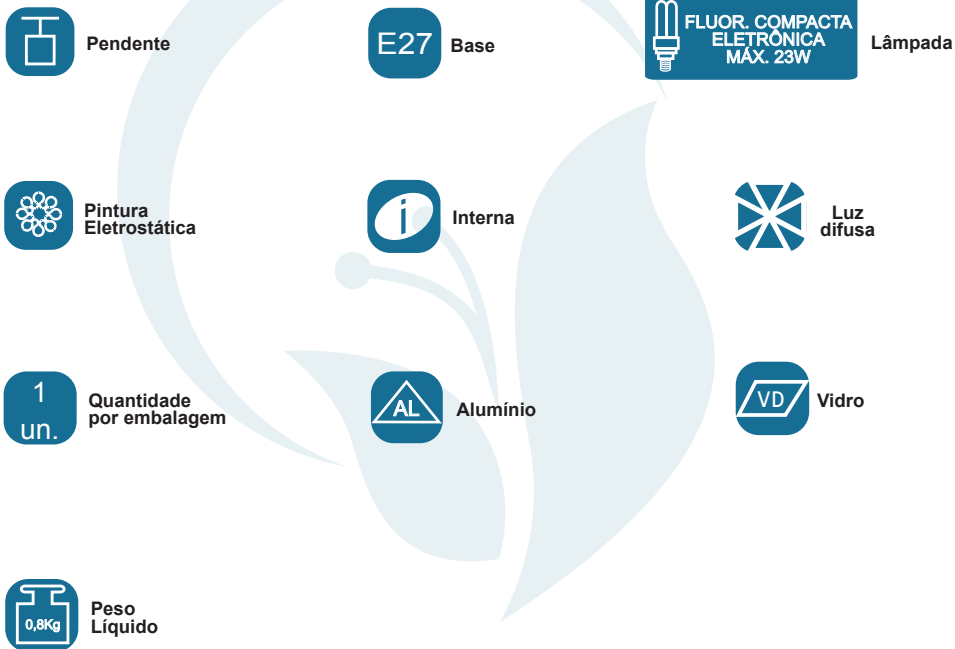 Pendente
E27
Base
FLUOR. COMPACTA
ELETRÔNICA
MÁX. 23W
Lâmpada
Pintura
Eletrostática
i
Interna
Luz
difusa
1
un.
Quantidade
por embalagem
AL
Alumínio
VD
Vidro
0,8Kg
Peso
Líquido